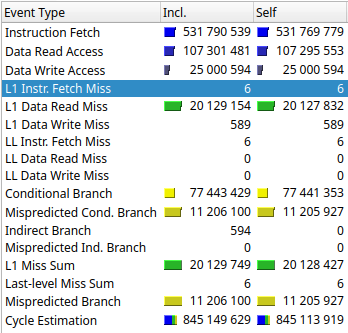 Event Type Incl. Self
Instruction Fetch 531 790 539 531 769 779
Data Read Access 107 301 481 107 295 553
Data Write Access 25 000 594 25 000 594
L1 Instr. Fetch Miss 6 6
L1 Data Read Miss 20 129 154 20 127 832
L1 Data Write Miss 589 589
LL Instr. Fetch Miss 6 6
LL Data Read Miss 0 0
LL Data Write Miss 0 0
Conditional Branch 77 443 429 77 441 353
Mispredicted Cond. Branch 11 206 100 11 205 927
Indirect Branch 594 0
Mispredicted Ind. Branch 0 0
L1 Miss Sum 20 129 749 20 128 427
Last-level Miss Sum 6 6
Mispredicted Branch 11 206 100 11 205 927
Cycle Estimation 845 149 629 845 113 919